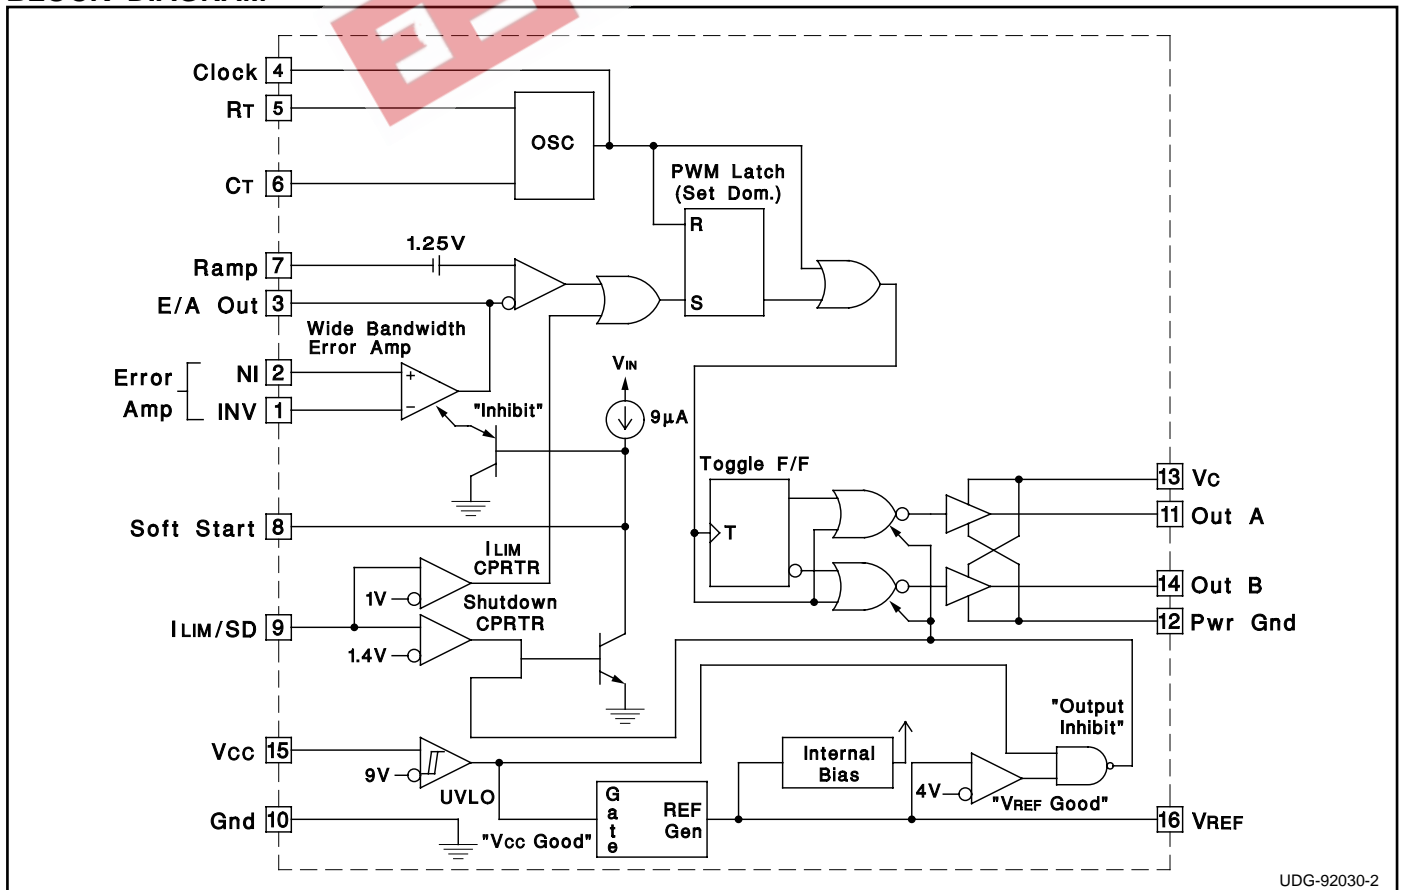 BLOCK DIAGRAM
Clock 4
RT 5
OSC
CT 6
PWM Latch
(Set Dom.)
R
S
1.25V
Ramp 7
E/A Out 3
Wide Bandwidth
Error Amp
Error
Amp
NI 2
+
INV 1
−
"Inhibit"
VIN
9µA
Toggle F/F
T
Soft Start 8
13 VC
11 Out A
14 Out B
12 Pwr Gnd
ILIM
CPRTR
1V
Shutdown
CPRTR
ILIM/SD 9
1.4V
"Output
Inhibit"
VCC 15
9V
UVLO
Internal
Bias
4V
"VREF Good"
Gnd 10
"VCC Good"
Gate
REF
Gen
16 VREF
UDG-92030-2